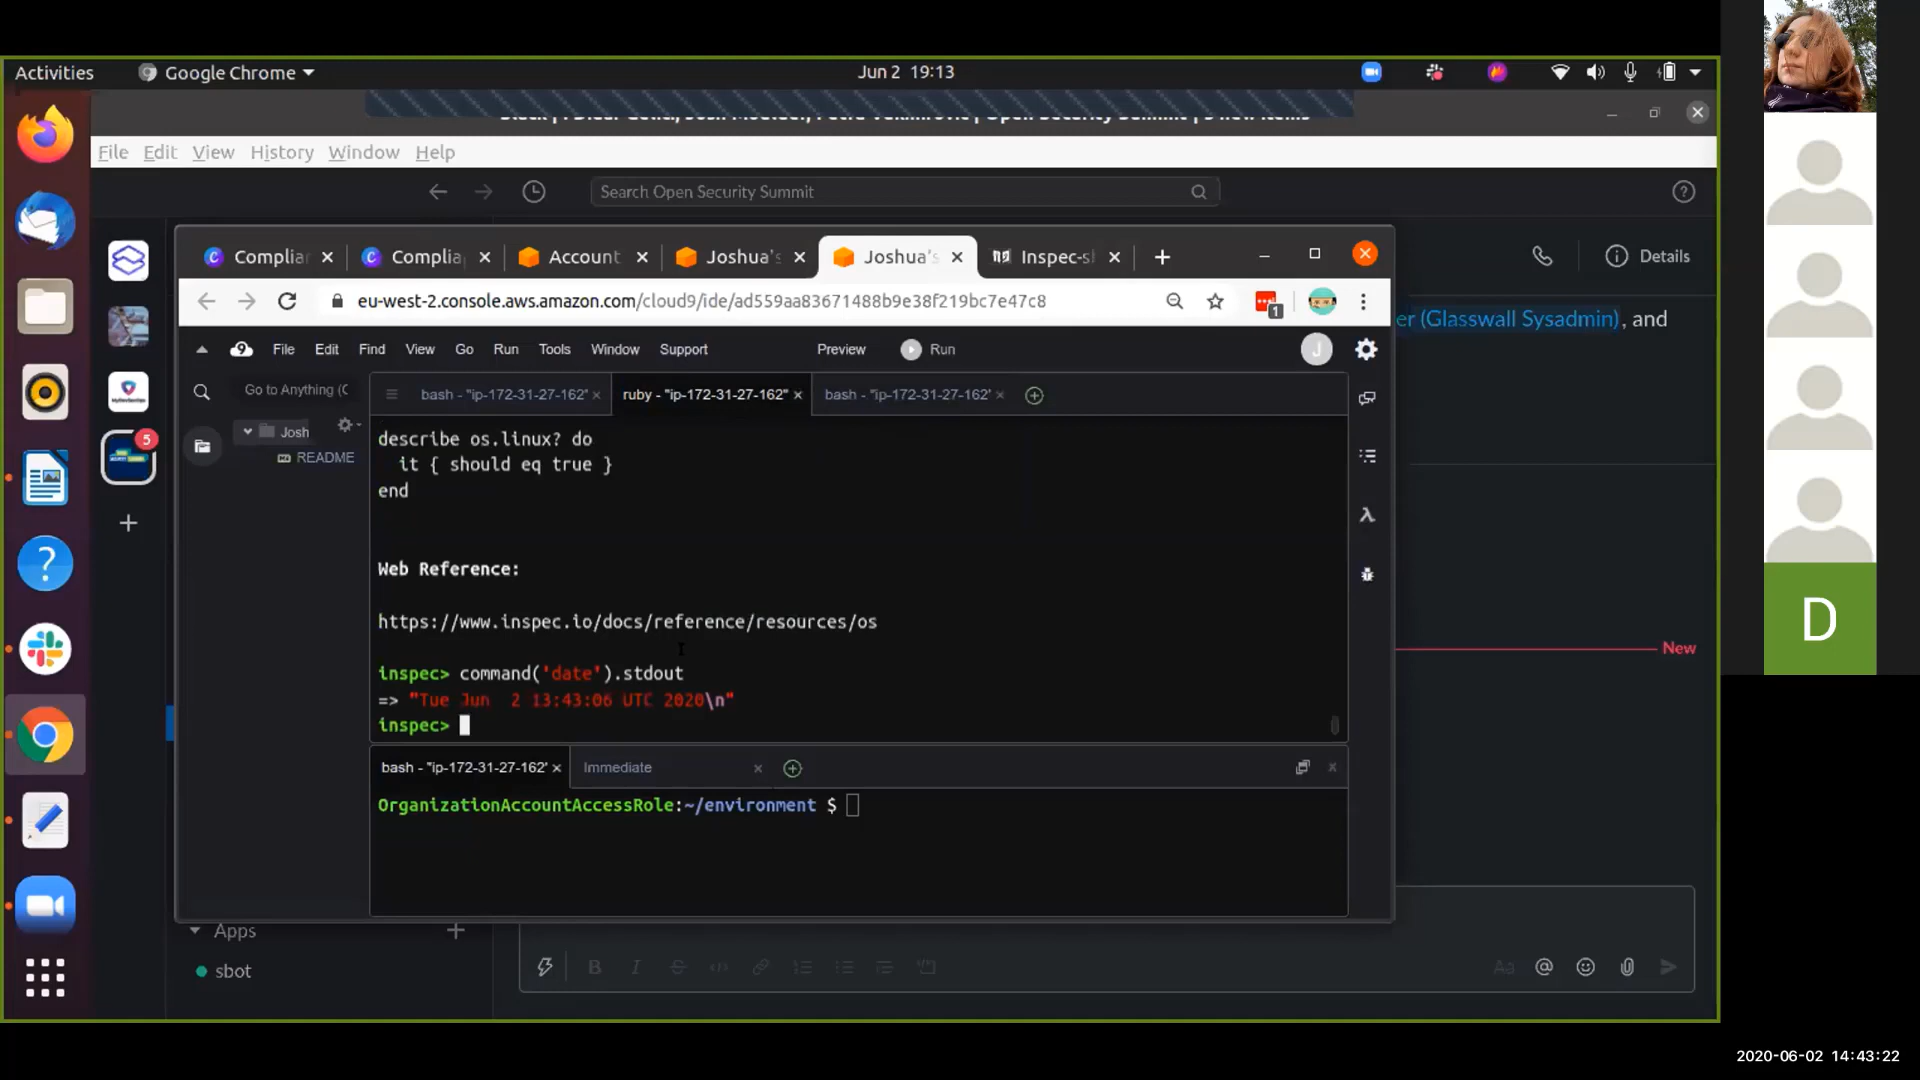 Activities
Google Chrome
Jun 2 19:13
File Edit View History Window Help
Search Open Security Summit
Details
er (Glasswall Sysadmin), and
Complian
Complia
Account
Joshua's
Joshua's
Inspec-s
eu-west-2.console.aws.amazon.com/cloud9/ide/ad559aa83671488b9e38f219bc7e47c8
1
9 File Edit Find View Go Run Tools Window Support Preview Run J
Go to Anything (C
bash - "ip-172-31-27-162"
ruby - "ip-172-31-27-162"
bash - "ip-172-31-27-162"
Josh
README
describe os.linux? do
it { should eq true }
end
Web Reference:
https://www.inspec.io/docs/reference/resources/os
inspec> command('date').stdout
=> "Tue Jun  2 13:43:06 UTC 2020\n"
inspec>
bash - "ip-172-31-27-162"
Immediate
OrganizationAccountAccessRole:~/environment $
5
New
Apps
sbot
B I S
Aa @
D
2020-06-02 14:43:22